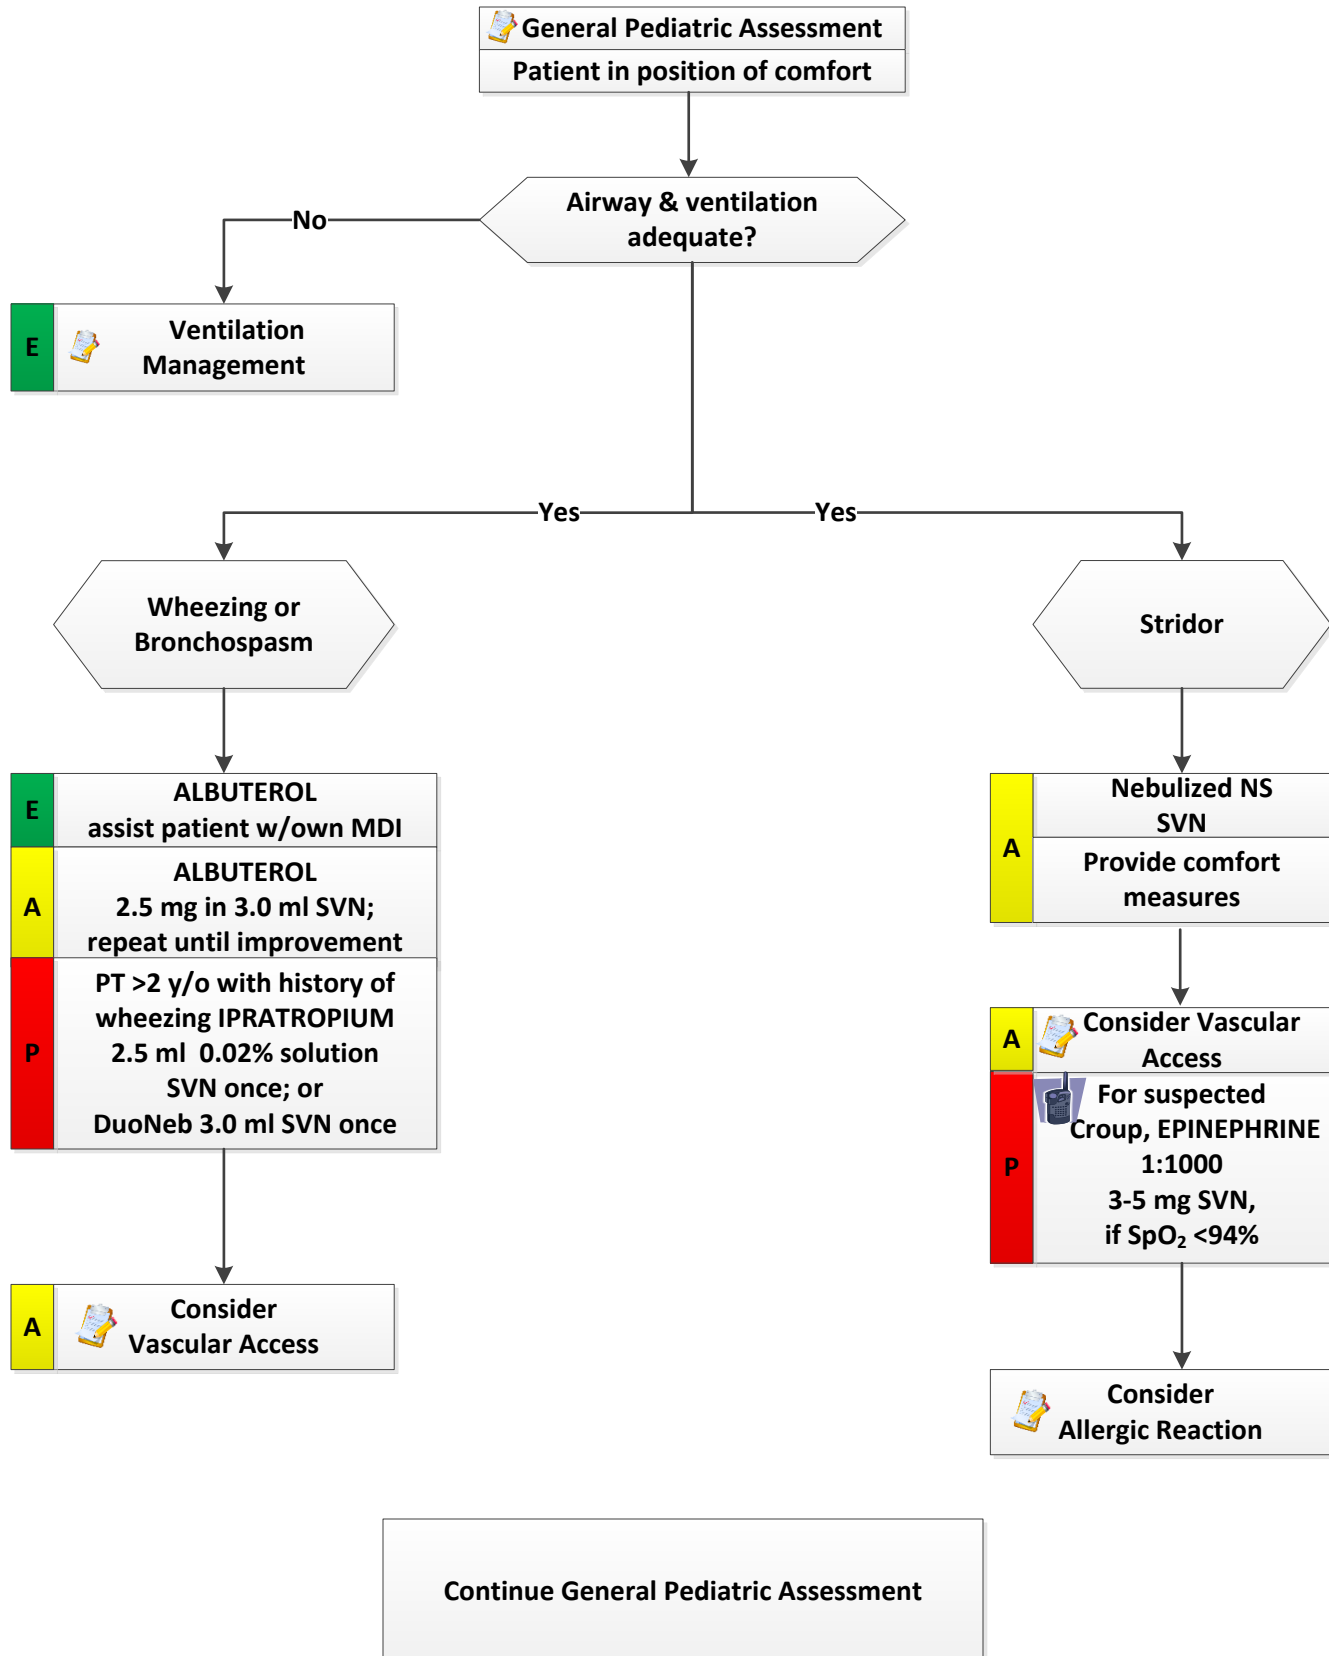 General Pediatric Assessment
Patient in position of comfort
Airway & ventilation
adequate?
No
E
Ventilation
Management
Yes
Yes
Wheezing or
Bronchospasm
E
ALBUTEROL
assist patient w/own MDI
A
ALBUTEROL
2.5 mg in 3.0 ml SVN;
repeat until improvement
P
PT >2 y/o with history of
wheezing IPRATROPIUM
2.5 ml 0.02% solution
SVN once; or
DuoNeb 3.0 ml SVN once
A
Consider
Vascular Access
Stridor
A
Nebulized NS
SVN
Provide comfort
measures
A
Consider Vascular
Access
P
For suspected
Croup, EPINEPHRINE
1:1000
3-5 mg SVN,
if SpO₂ <94%
Consider
Allergic Reaction
Continue General Pediatric Assessment